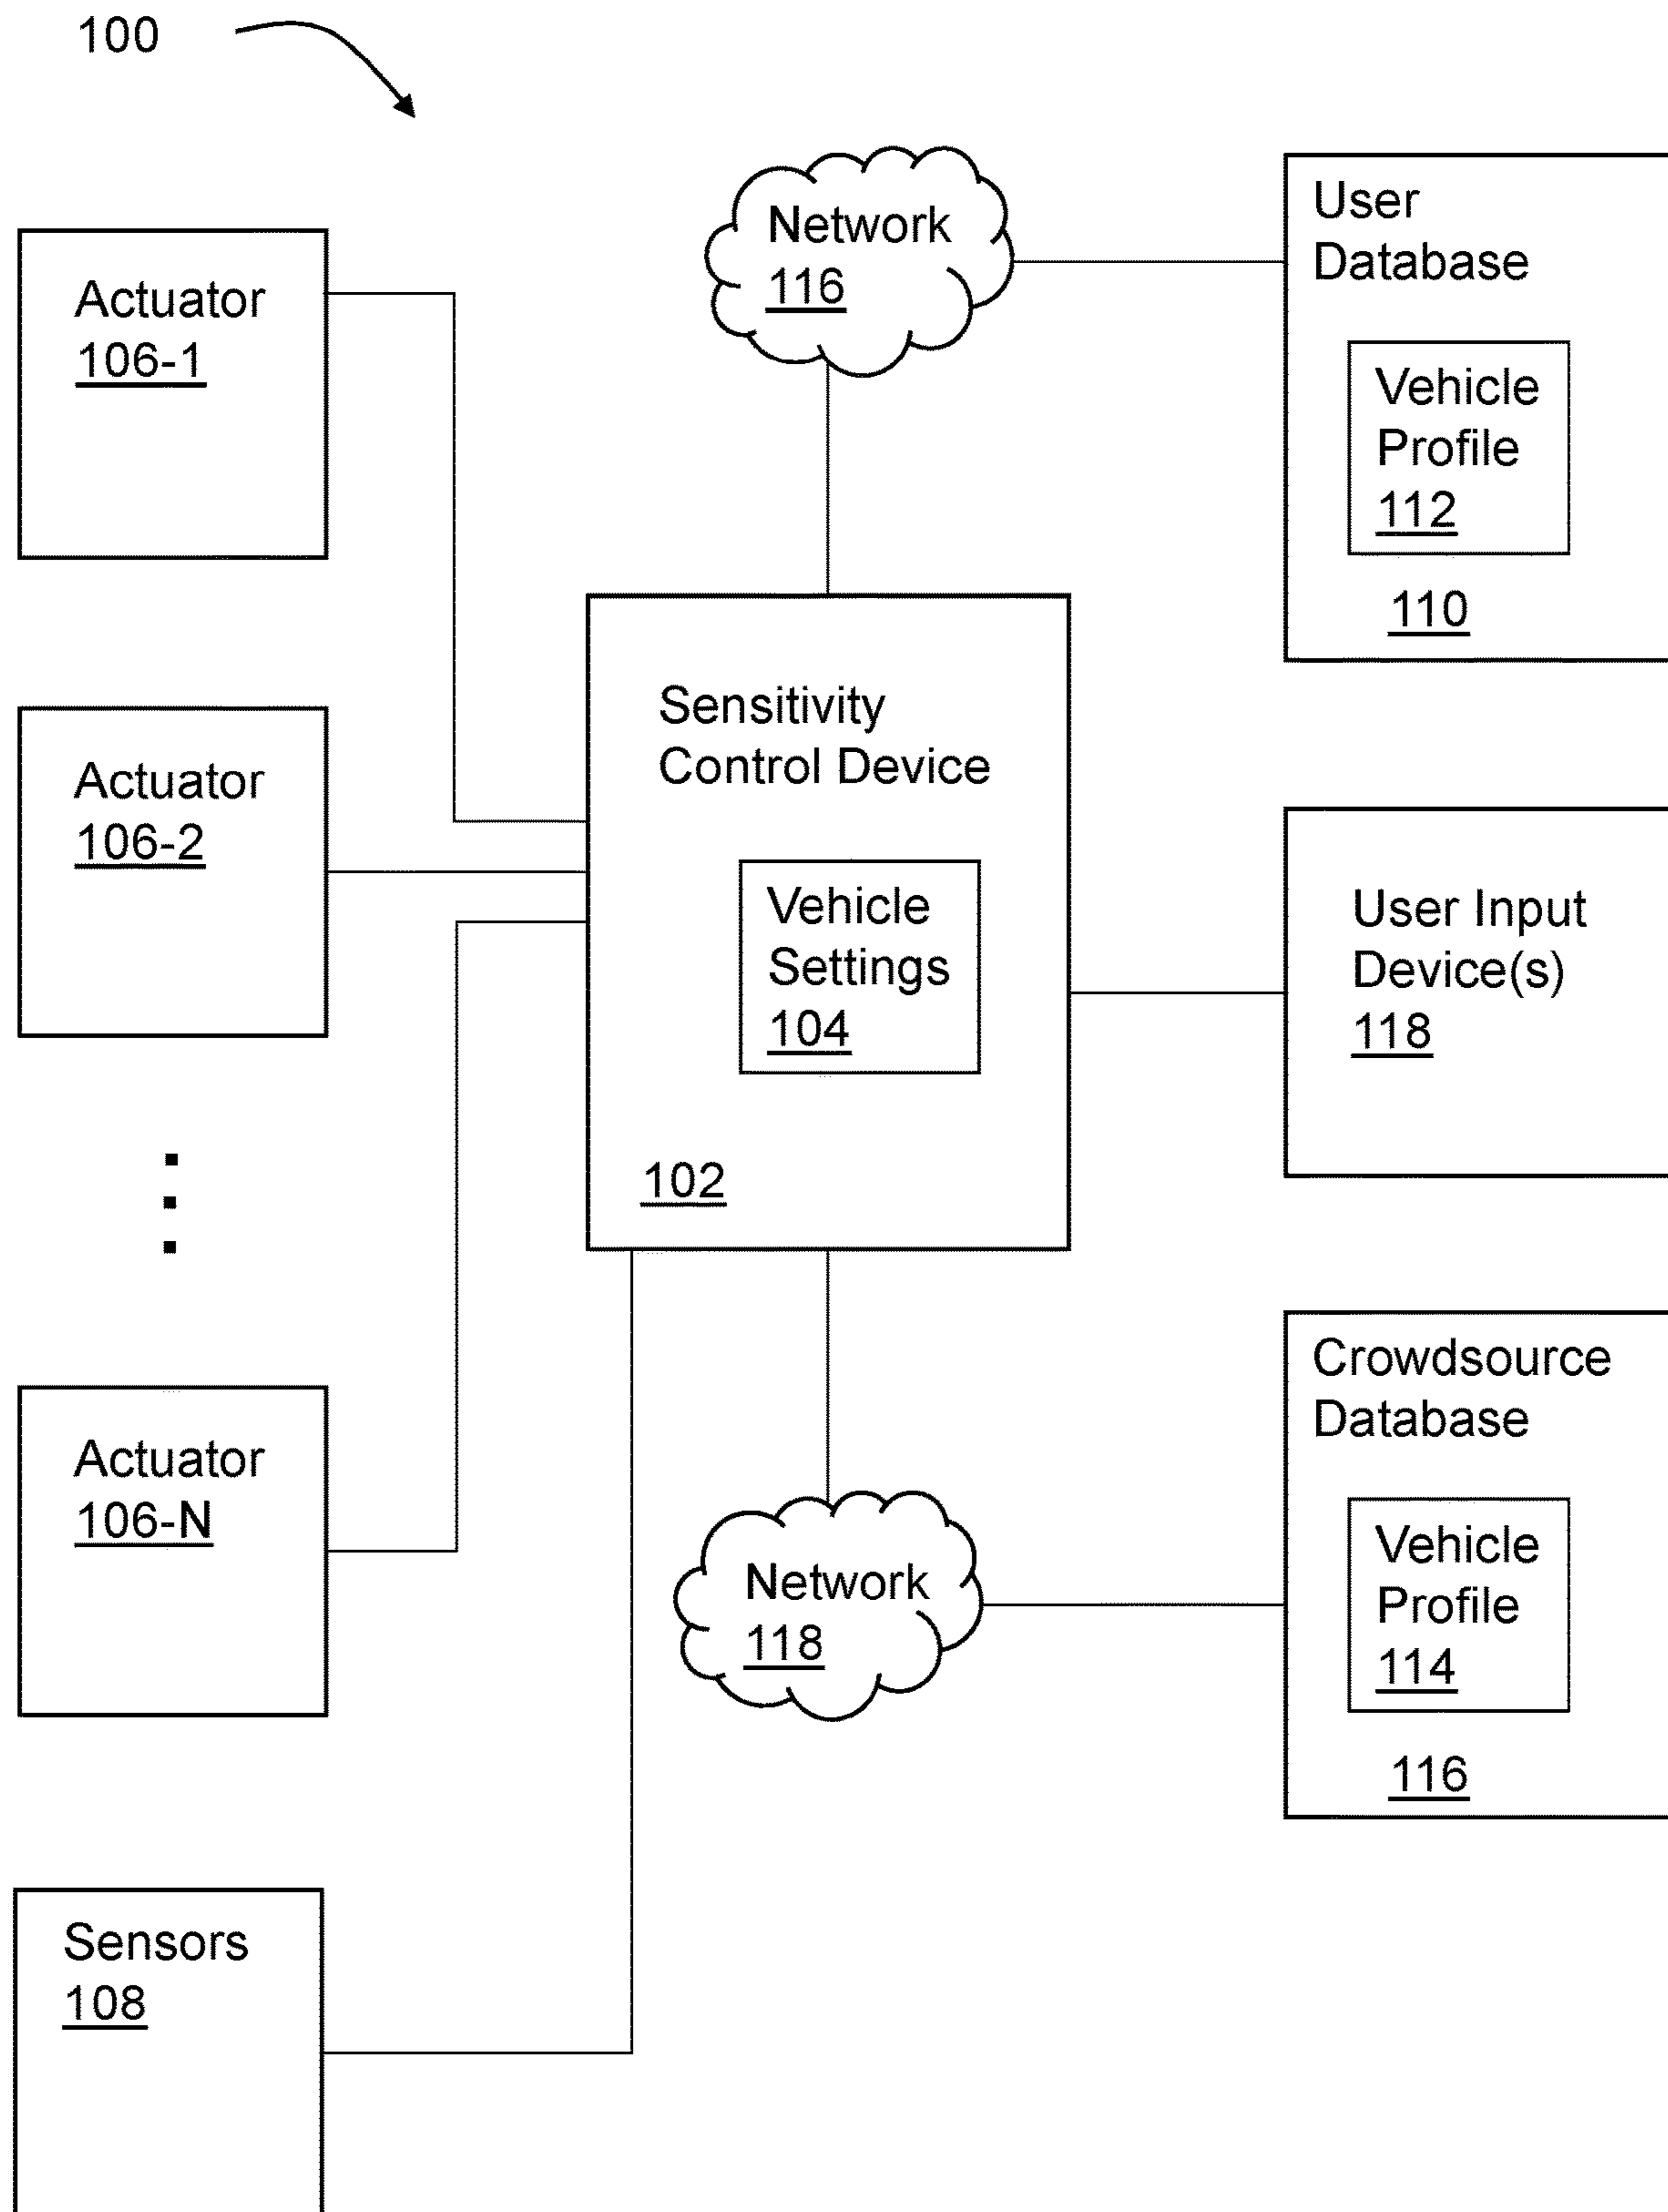 100
Network
116
User
Database
Vehicle
Profile
112
110
Actuator
106-1
Actuator
106-2
Sensitivity
Control Device
Vehicle
Settings
104
102
User Input
Device(s)
118
Actuator
106-N
Network
118
Crowdsource
Database
Vehicle
Profile
114
116
Sensors
108